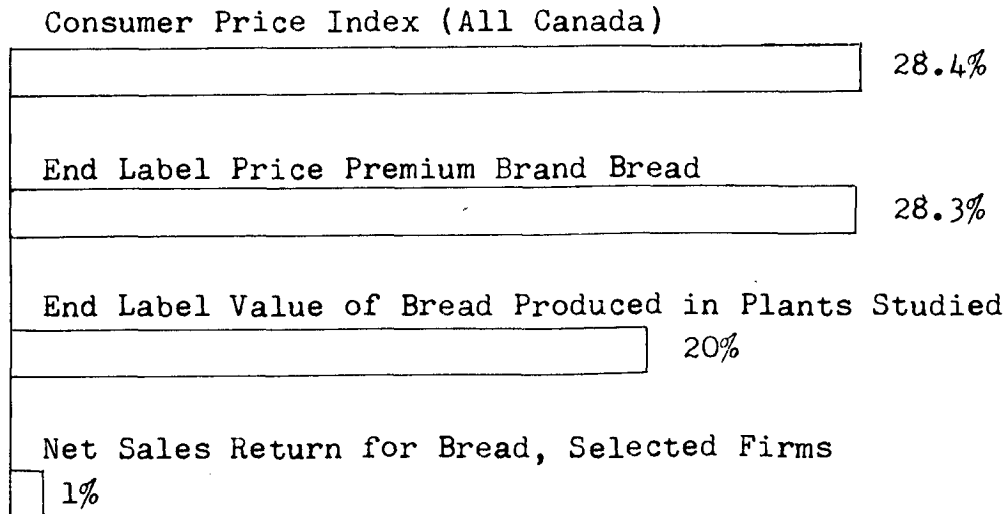 Consumer Price Index (All Canada)
28.4%
End Label Price Premium Brand Bread
28.3%
End Label Value of Bread Produced in Plants Studied
20%
Net Sales Return for Bread, Selected Firms
1%